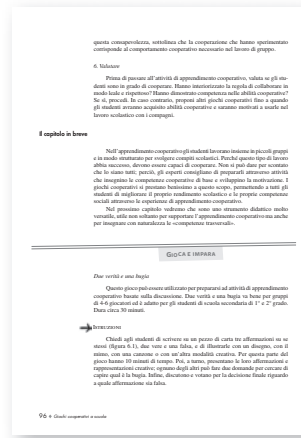 questa consapevolezza, sottolinea che la cooperazione che hanno sperimentato
corrisponde al comportamento cooperativo necessario nel lavoro di gruppo.
6. Valutare
Prima di passare all'attività di apprendimento cooperativo, valuta se gli stu-
denti sono in grado di cooperare. Hanno interiorizzato la regola di collaborare in
modo leale e rispettoso? Hanno dimostrato competenza nelle abilità cooperative?
Se sì, procedi. In caso contrario, proponi altri giochi cooperativi fino a quando
gli studenti avranno acquisito abilità cooperative e saranno motivati a usarle nel
lavoro scolastico con i compagni.
Il capitolo in breve
Nell'apprendimento cooperativo gli studenti lavorano insieme in piccoli gruppi
e in modo strutturato per svolgere compiti scolastici. Perché questo tipo di lavoro
abbia successo, devono essere capaci di cooperare. Non si può dare per scontato
che lo siano tutti; perciò, gli esperti consigliano di prepararli attraverso attività
che insegnino le competenze cooperative di base e sviluppino la motivazione. I
giochi cooperativi si prestano benissimo a questo scopo, permettendo a tutti gli
studenti di migliorare il proprio rendimento scolastico e le proprie competenze
sociali attraverso le esperienze di apprendimento cooperativo.
Nel prossimo capitolo vedremo che sono uno strumento didattico molto
versatile, utile non soltanto per supportare l'apprendimento cooperativo ma anche
per insegnare con naturalezza le «competenze trasversali».
GIOCA E IMPARA
Due verità e una bugia
Questo gioco può essere utilizzato per prepararsi ad attività di apprendimento
cooperativo basate sulla discussione. Due verità e una bugia va bene per gruppi
di 4-6 giocatori ed è adatto per gli studenti di scuola secondaria di 1° e 2° grado.
Dura circa 30 minuti.
ISTRUZIONI
Chiedi agli studenti di scrivere su un pezzo di carta tre affermazioni su se
stessi (figura 6.1), due vere e una falsa, e di illustrarle con un disegno, con il
mimo, con una canzone o con un'altra modalità creativa. Per questa parte del
gioco hanno 10 minuti di tempo. Poi, a turno, presentano le loro affermazioni e
rappresentazioni creative; ognuno degli altri può fare due domande per cercare di
capire qual è la bugia. Infine, discutono e votano per la decisione finale riguardo
a quale affermazione sia falsa.
96 ♦ Giochi cooperativi a scuola